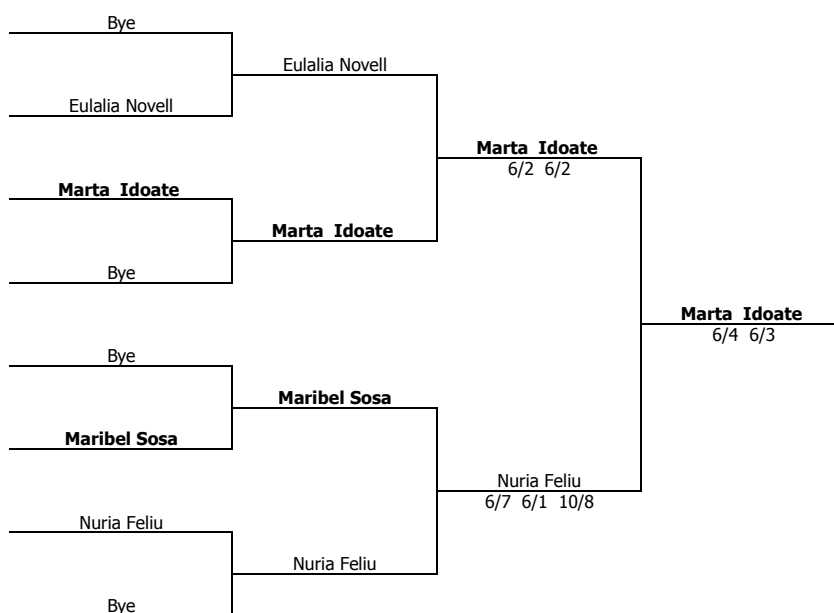 Bye
Eulalia Novell
Eulalia Novell
Marta Idoate
6/2 6/2
Marta Idoate
Marta Idoate
Bye
Marta Idoate
6/4 6/3
Bye
Maribel Sosa
Maribel Sosa
Nuria Feliu
6/7 6/1 10/8
Nuria Feliu
Nuria Feliu
Bye